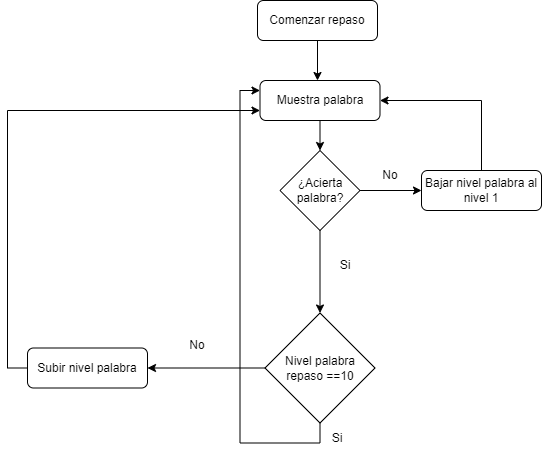 Comenzar repaso
Muestra palabra
¿Acierta
palabra?
No
Bajar nivel palabra al
nivel 1
Si
Nivel palabra
repaso ==10
No
Subir nivel palabra
Si